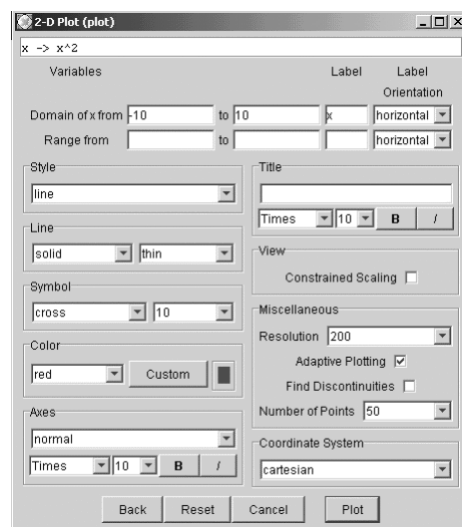 2-D Plot (plot)
x -> x^2
Variables Label Label
Orientation
Domain of x from -10 to 10 x horizontal
Range from to horizontal
Style
line
Line
solid thin
Symbol
cross 10
Color
red Custom
Axes
normal
Times 10 B I
Title
Times 10 B I
View
Constrained Scaling
Miscellaneous
Resolution 200
Adaptive Plotting
Find Discontinuities
Number of Points 50
Coordinate System
cartesian
Back Reset Cancel Plot